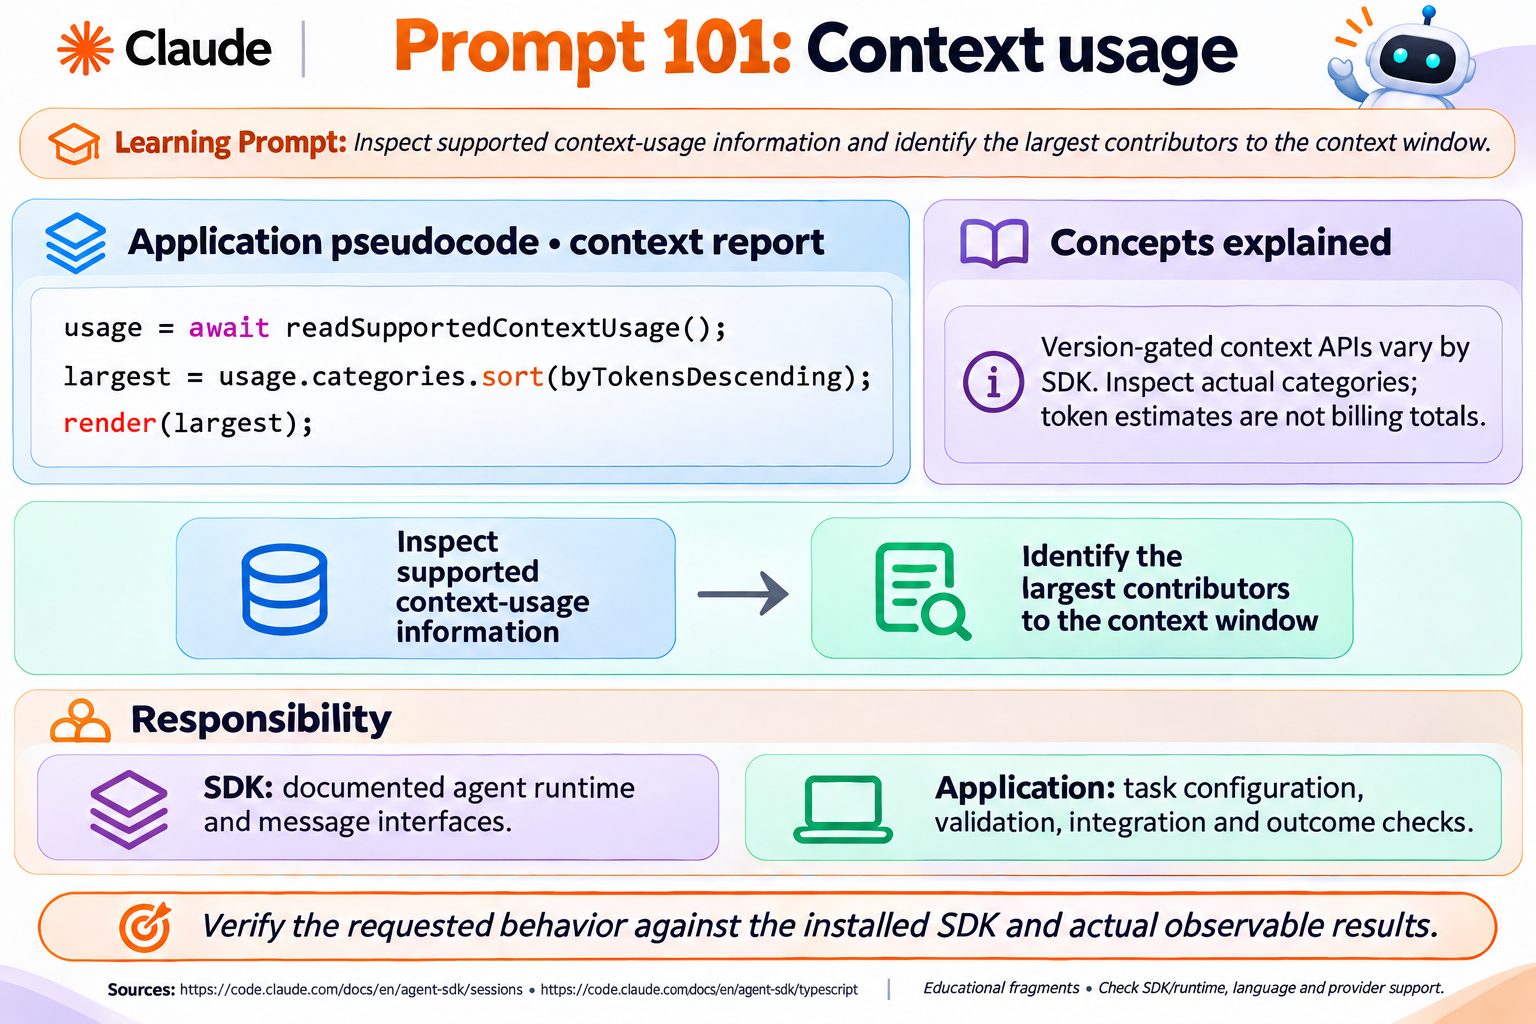 Claude
Prompt 101: Context usage
Learning Prompt: Inspect supported context-usage information and identify the largest contributors to the context window.
Application pseudocode • context report
usage = await readSupportedContextUsage();
largest = usage.categories.sort(byTokensDescending);
render(largest);
Concepts explained
Version-gated context APIs vary by
SDK. Inspect actual categories;
token estimates are not billing totals.
Inspect
supported
context-usage
information
Identify the
largest contributors
to the context window
Responsibility
SDK: documented agent runtime
and message interfaces.
Application: task configuration,
validation, integration and outcome checks.
Verify the requested behavior against the installed SDK and actual observable results.
Sources: https://code.claude.com/docs/en/agent-sdk/sessions • https://code.claude.com/docs/en/agent-sdk/typescript
Educational fragments • Check SDK/runtime, language and provider support.